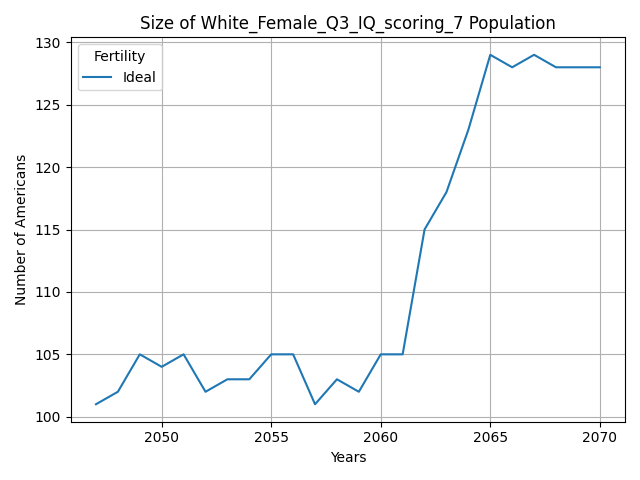 Size of White_Female_Q3_IQ_scoring_7 Population
130
125
120
115
110
105
100
Number of Americans
Fertility
Ideal
2050
2055
2060
2065
2070
Years